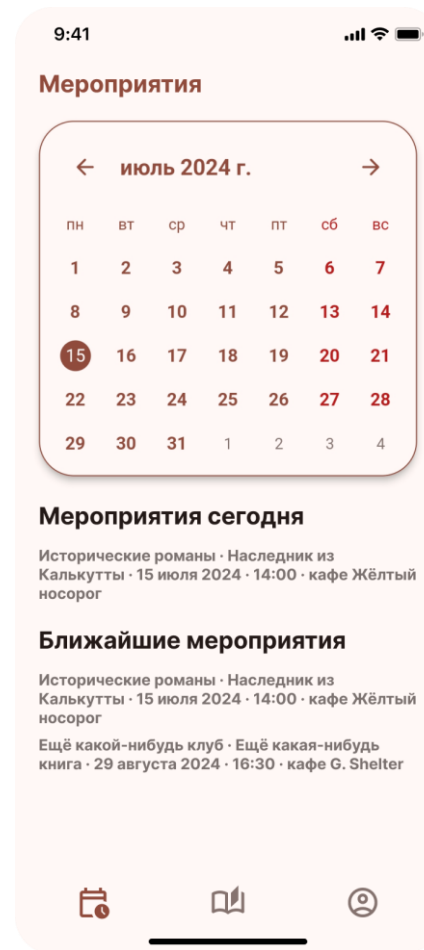 9:41
Мероприятия
июль 2024 г.
пн вт ср чт пт сб вс
1 2 3 4 5 6 7
8 9 10 11 12 13 14
15 16 17 18 19 20 21
22 23 24 25 26 27 28
29 30 31 1 2 3 4
Мероприятия сегодня
Исторические романы · Наследник из
Калькутты · 15 июля 2024 · 14:00 · кафе Жёлтый
носорог
Ближайшие мероприятия
Исторические романы · Наследник из
Калькутты · 15 июля 2024 · 14:00 · кафе Жёлтый
носорог
Ещё какой-нибудь клуб · Ещё какая-нибудь
книга · 29 августа 2024 · 16:30 · кафе G. Shelter